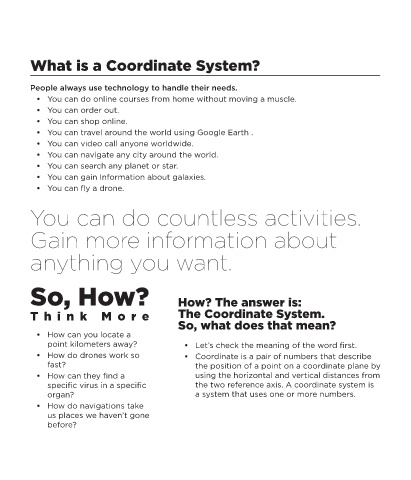 What is a Coordinate System?
People always use technology to handle their needs.
• You can do online courses from home without moving a muscle.
• You can order out.
• You can shop online.
• You can travel around the world using Google Earth .
• You can video call anyone worldwide.
• You can navigate any city around the world.
• You can search any planet or star.
• You can gain Information about galaxies.
• You can fly a drone.
You can do countless activities.
Gain more information about
anything you want.
So, How?
Think More
• How can you locate a
point kilometers away?
• How do drones work so
fast?
• How can they find a
specific virus in a specific
organ?
• How do navigations take
us places we haven't gone
before?
How? The answer is:
The Coordinate System.
So, what does that mean?
• Let's check the meaning of the word first.
• Coordinate is a pair of numbers that describe
the position of a point on a coordinate plane by
using the horizontal and vertical distances from
the two reference axis. A coordinate system is
a system that uses one or more numbers.